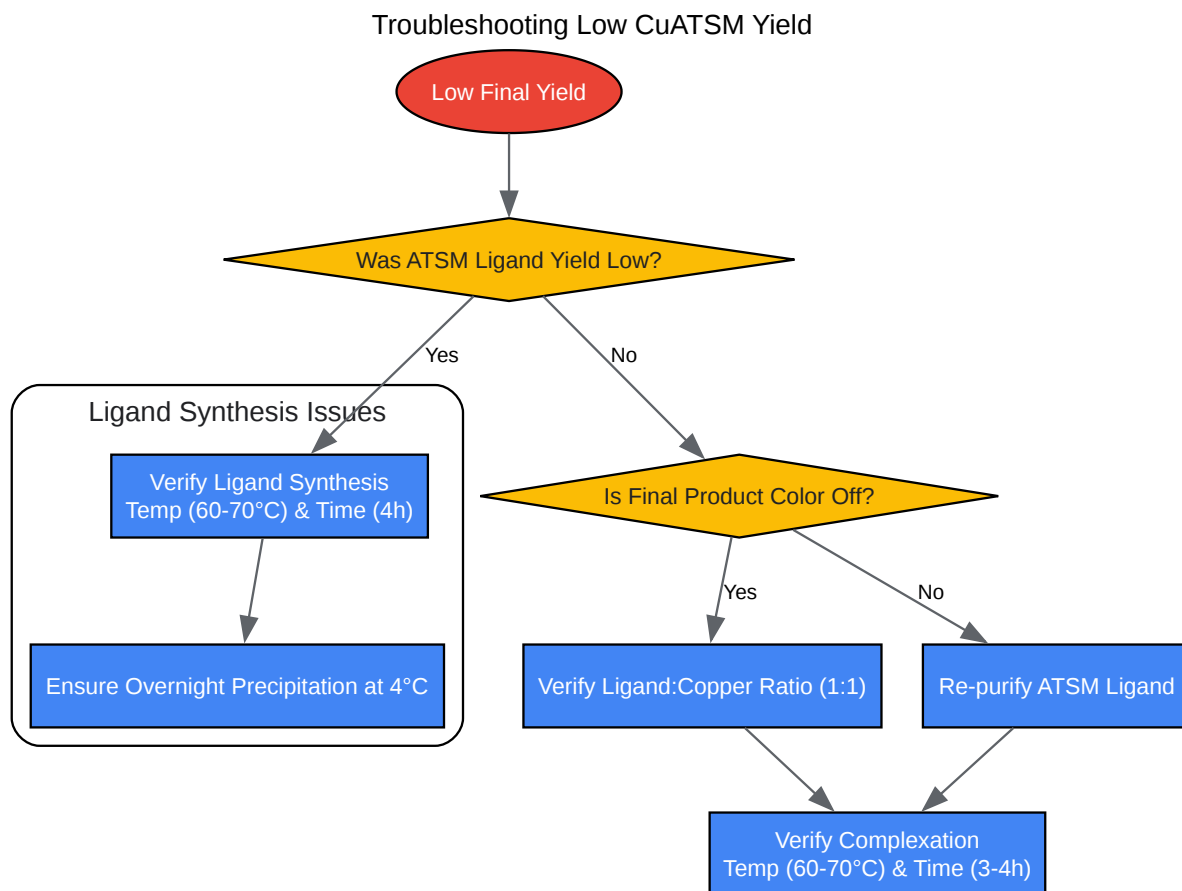 Troubleshooting Low CuATSM Yield
Low Final Yield
Was ATSM Ligand Yield Low?
Yes
No
Ligand Synthesis Issues
Verify Ligand Synthesis
Temp (60-70°C) & Time (4h)
Is Final Product Color Off?
Yes
No
Ensure Overnight Precipitation at 4°C
Verify Ligand:Copper Ratio (1:1)
Re-purify ATSM Ligand
Verify Complexation
Temp (60-70°C) & Time (3-4h)